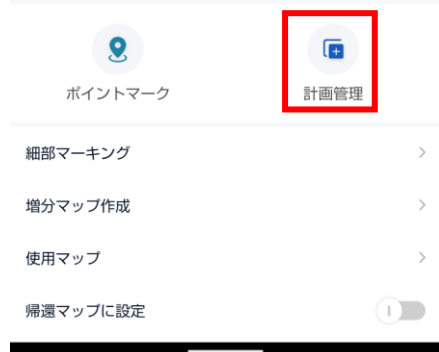 ポイントマーク
計画管理
細部マーキング
増分マップ作成
使用マップ
帰還マップに設定